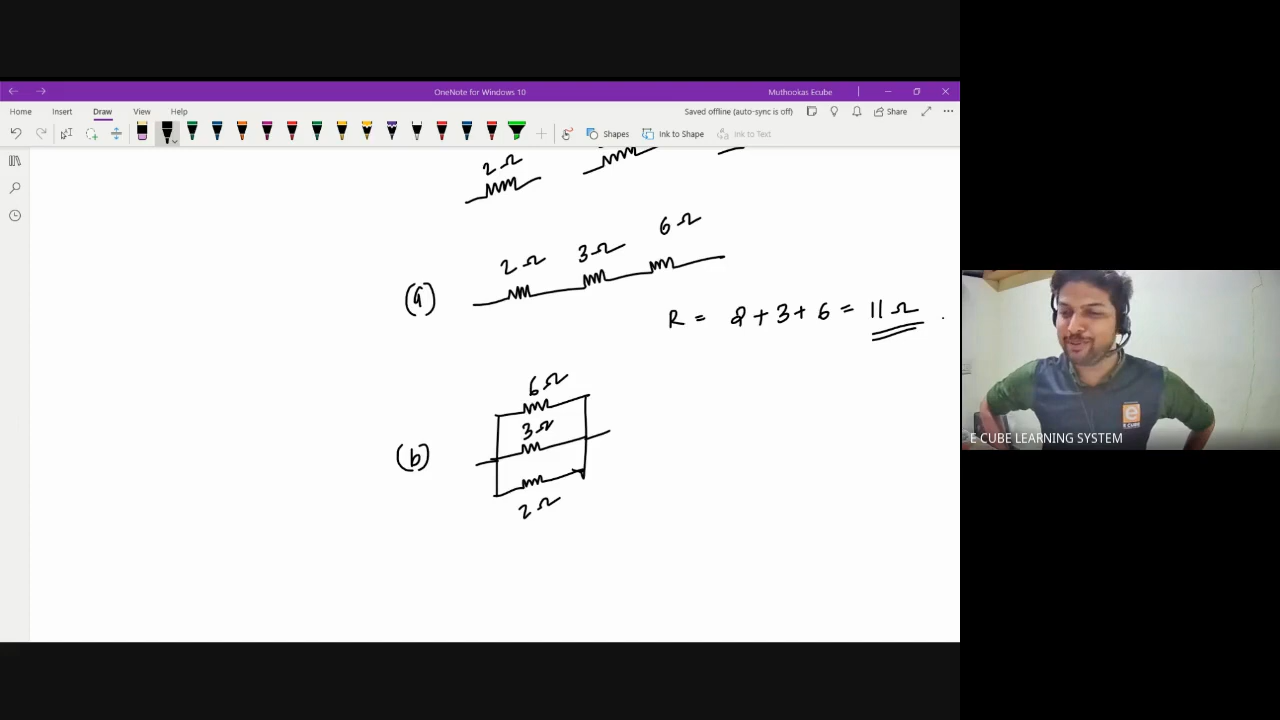 OneNote for Windows 10
Muthookas Ecube
Home Insert Draw View Help
Saved offline (auto-sync is off)
Share
Shapes
Ink to Shape
Ink to Text
2 Ω
2 Ω 3 Ω 6 Ω
(a)
R = 2 + 3 + 6 = 11 Ω
6 Ω
3 Ω
(b)
2 Ω
E CUBE
E CUBE LEARNING SYSTEM